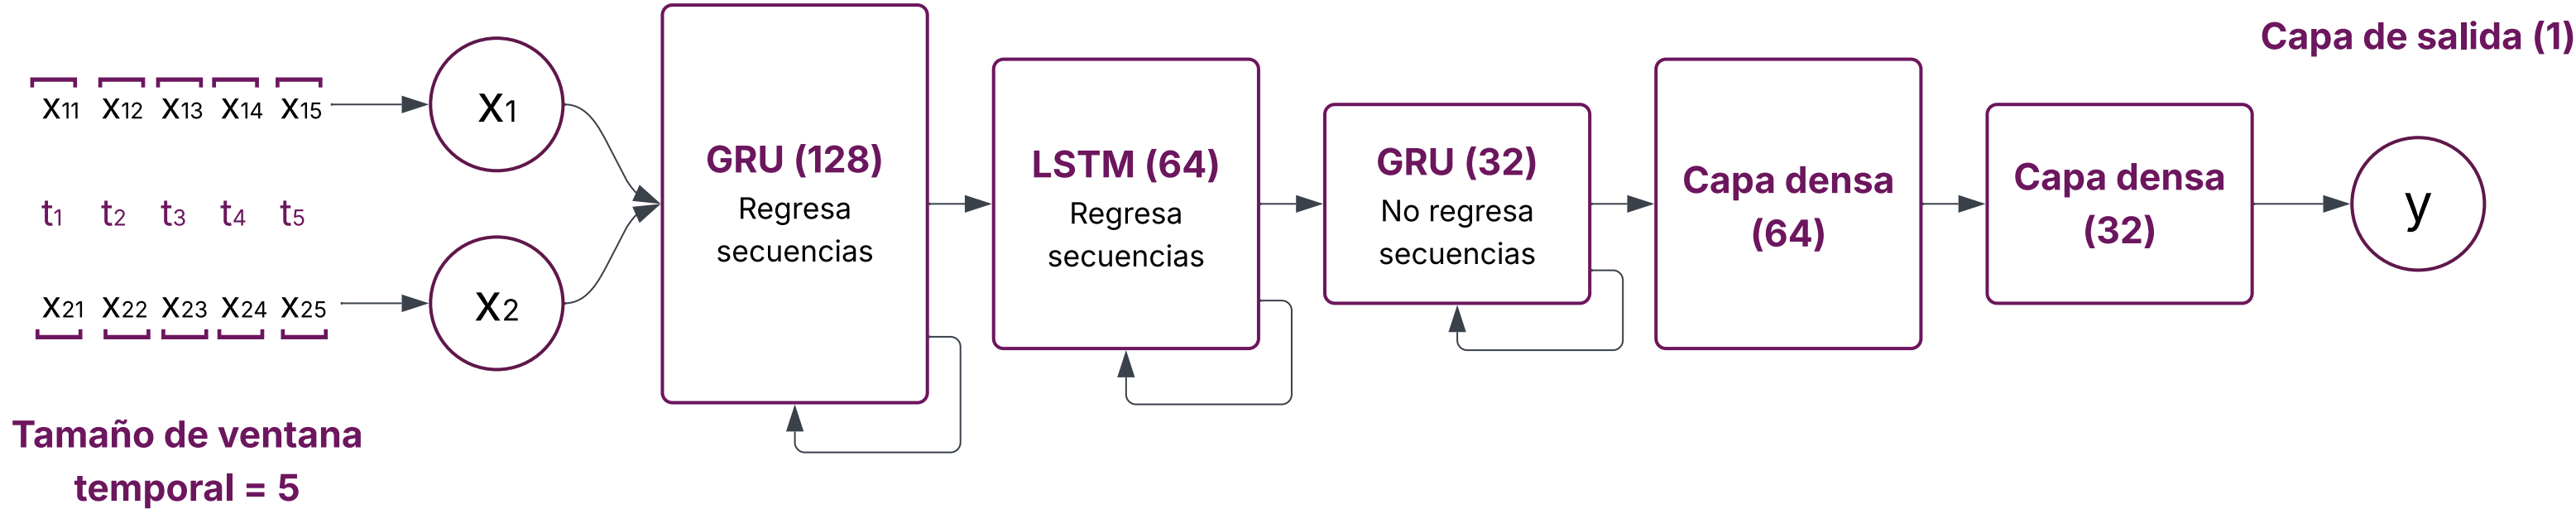 Capa de salida (1)
x11 x12 x13 x14 x15
x1
t1 t2 t3 t4 t5
x21 x22 x23 x24 x25
x2
Tamaño de ventana
temporal = 5
GRU (128)
Regresa
secuencias
LSTM (64)
Regresa
secuencias
GRU (32)
No regresa
secuencias
Capa densa
(64)
Capa densa
(32)
y